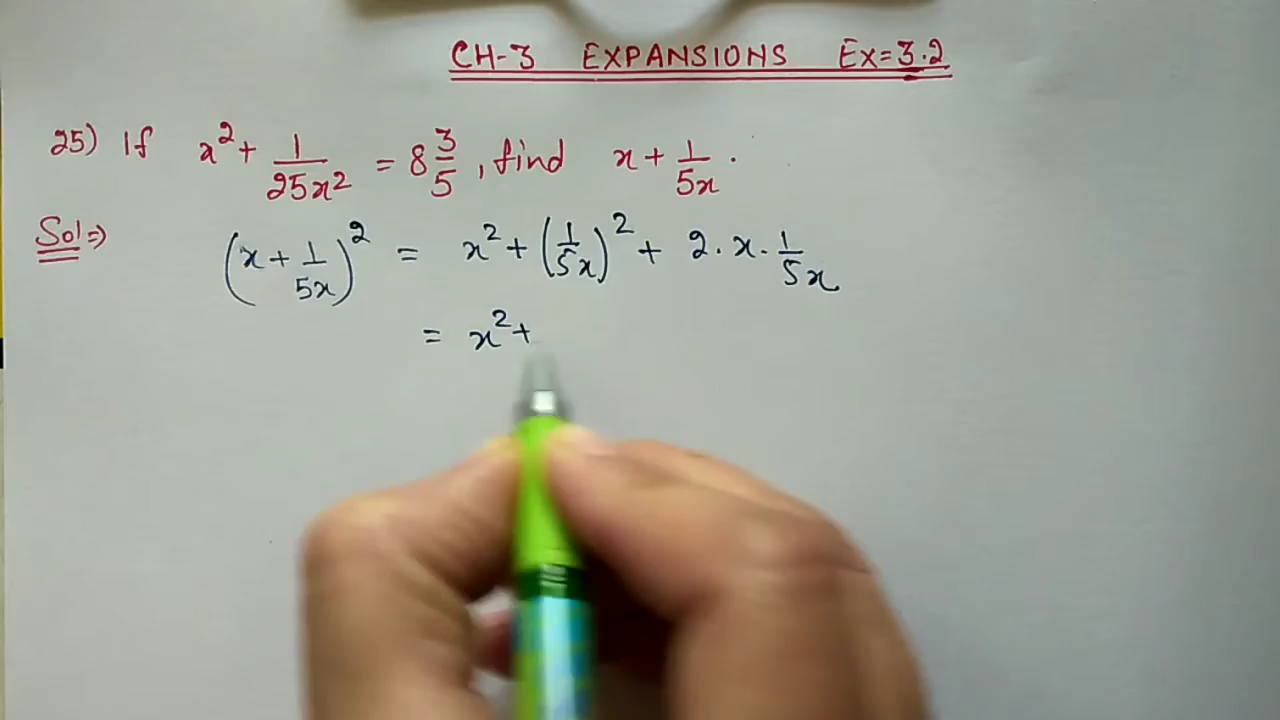 CH-3 EXPANSIONS Ex=3.2
25) If x² + 1/25x² = 8 3/5, find x + 1/5x.
Sol⇒ (x + 1/5x)² = x² + (1/5x)² + 2·x·1/5x
= x² +